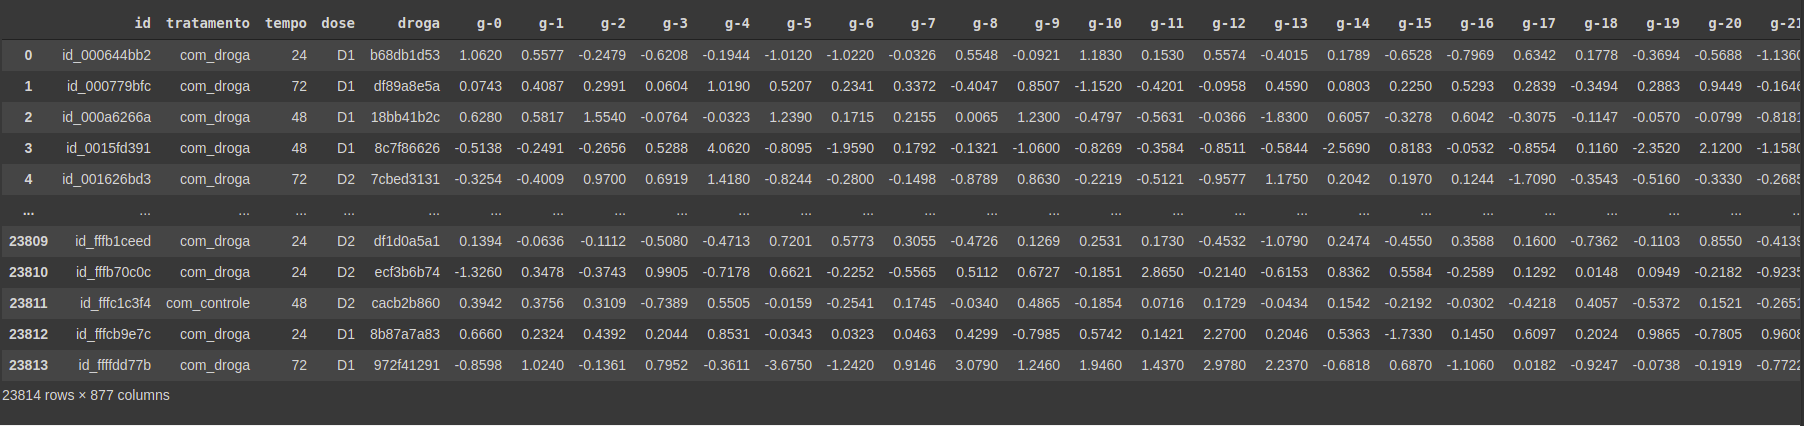 id tratamento tempo dose droga g-0 g-1 g-2 g-3 g-4 g-5 g-6 g-7 g-8 g-9 g-10 g-11 g-12 g-13 g-14 g-15 g-16 g-17 g-18 g-19 g-20 g-21
0 id_000644bb2 com_droga 24 D1 b68db1d53 1.0620 0.5577 -0.2479 -0.6208 -0.1944 -1.0120 -1.0220 -0.0326 0.5548 -0.0921 1.1830 0.1530 0.5574 -0.4015 0.1789 -0.6528 -0.7969 0.6342 0.1778 -0.3694 -0.5688 -1.1360
1 id_000779bfc com_droga 72 D1 df89a8e5a 0.0743 0.4087 0.2991 0.0604 1.0190 0.5207 0.2341 0.3372 -0.4047 0.8507 -1.1520 -0.4201 -0.0958 0.4590 0.0803 0.2250 0.5293 0.2839 -0.3494 0.2883 0.9449 -0.1646
2 id_000a6266a com_droga 48 D1 18bb41b2c 0.6280 0.5817 1.5540 -0.0764 -0.0323 1.2390 0.1715 0.2155 0.0065 1.2300 -0.4797 -0.5631 -0.0366 -1.8300 0.6057 -0.3278 0.6042 -0.3075 -0.1147 -0.0570 -0.0799 -0.8181
3 id_0015fd391 com_droga 48 D1 8c7f86626 -0.5138 -0.2491 -0.2656 0.5288 4.0620 -0.8095 -1.9590 0.1792 -0.1321 -1.0600 -0.8269 -0.3584 -0.8511 -0.5844 -2.5690 0.8183 -0.0532 -0.8554 0.1160 -2.3520 2.1200 -1.1580
4 id_001626bd3 com_droga 72 D2 7cbed3131 -0.3254 -0.4009 0.9700 0.6919 1.4180 -0.8244 -0.2800 -0.1498 -0.8789 0.8630 -0.2219 -0.5121 -0.9577 1.1750 0.2042 0.1970 0.1244 -1.7090 -0.3543 -0.5160 -0.3330 -0.2685
... ... ... ... ... ... ... ... ... ... ... ... ... ... ... ... ... ... ... ... ... ... ... ... ... ... ... ..
23809 id_fffb1ceed com_droga 24 D2 df1d0a5a1 0.1394 -0.0636 -0.1112 -0.5080 -0.4713 0.7201 0.5773 0.3055 -0.4726 0.1269 0.2531 0.1730 -0.4532 -1.0790 0.2474 -0.4550 0.3588 0.1600 -0.7362 -0.1103 0.8550 -0.4139
23810 id_fffb70c0c com_droga 24 D2 ecf3b6b74 -1.3260 0.3478 -0.3743 0.9905 -0.7178 0.6621 -0.2252 -0.5565 0.5112 0.6727 -0.1851 2.8650 -0.2140 -0.6153 0.8362 0.5584 -0.2589 0.1292 0.0148 0.0949 -0.2182 -0.9235
23811 id_fffc1c3f4 com_controle 48 D2 cacb2b860 0.3942 0.3756 0.3109 -0.7389 0.5505 -0.0159 -0.2541 0.1745 -0.0340 0.4865 -0.1854 0.0716 0.1729 -0.0434 0.1542 -0.2192 -0.0302 -0.4218 0.4057 -0.5372 0.1521 -0.2651
23812 id_fffcb9e7c com_droga 24 D1 8b87a7a83 0.6660 0.2324 0.4392 0.2044 0.8531 -0.0343 0.0323 0.0463 0.4299 -0.7985 0.5742 0.1421 2.2700 0.2046 0.5363 -1.7330 0.1450 0.6097 0.2024 0.9865 -0.7805 0.9608
23813 id_ffffdd77b com_droga 72 D1 972f41291 -0.8598 1.0240 -0.1361 0.7952 -0.3611 -3.6750 -1.2420 0.9146 3.0790 1.2460 1.9460 1.4370 2.9780 2.2370 -0.6818 0.6870 -1.1060 0.0182 -0.9247 -0.0738 -0.1919 -0.7722
23814 rows × 877 columns